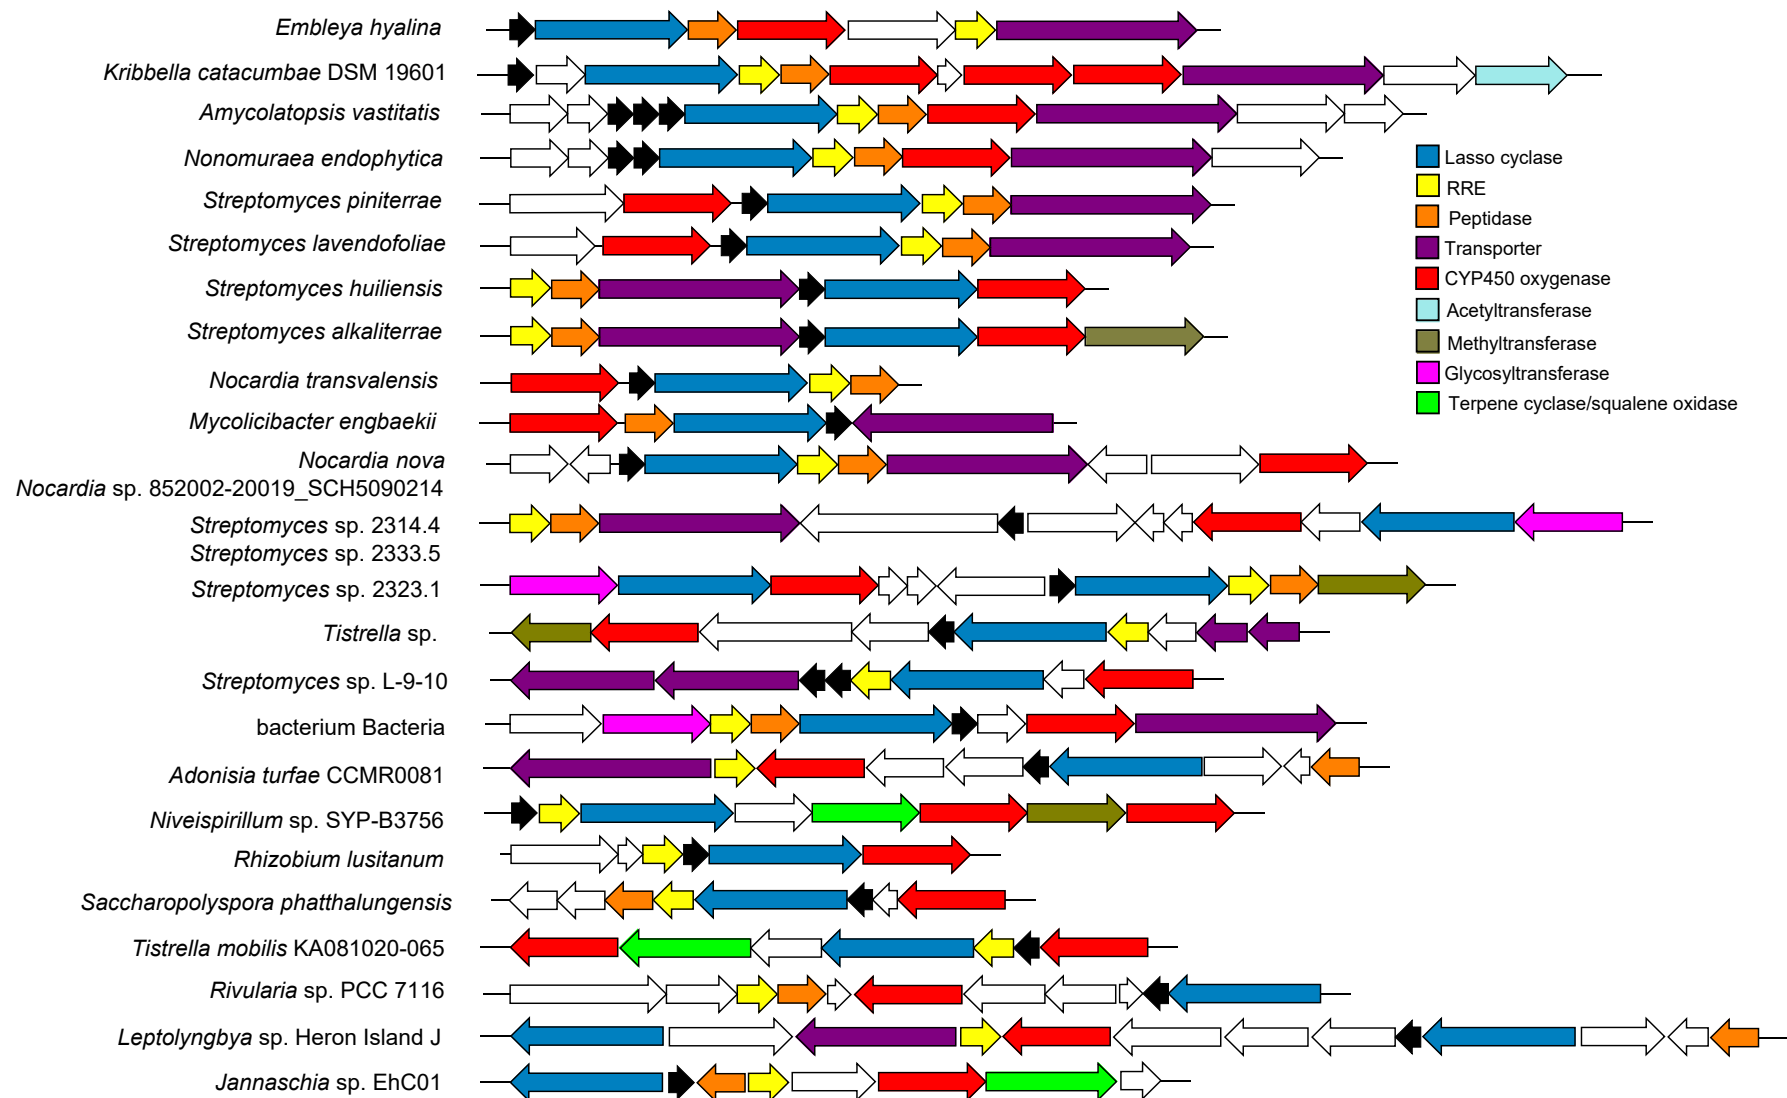 Embleya hyalina
Kribbella catacumbae DSM 19601
Amycolatopsis vastitatis
Nonomuraea endophytica
Streptomyces piniterrae
Streptomyces lavendofoliae
Streptomyces huiliensis
Streptomyces alkaliterrae
Nocardia transvalensis
Mycolicibacter engbaekii
Nocardia nova
Nocardia sp. 852002-20019_SCH5090214
Streptomyces sp. 2314.4
Streptomyces sp. 2333.5
Streptomyces sp. 2323.1
Tistrella sp.
Streptomyces sp. L-9-10
bacterium Bacteria
Adonisia turfae CCMR0081
Niveispirillum sp. SYP-B3756
Rhizobium lusitanum
Saccharopolyspora phatthalungensis
Tistrella mobilis KA081020-065
Rivularia sp. PCC 7116
Leptolyngbya sp. Heron Island J
Jannaschia sp. EhC01
Lasso cyclase
RRE
Peptidase
Transporter
CYP450 oxygenase
Acetyltransferase
Methyltransferase
Glycosyltransferase
Terpene cyclase/squalene oxidase